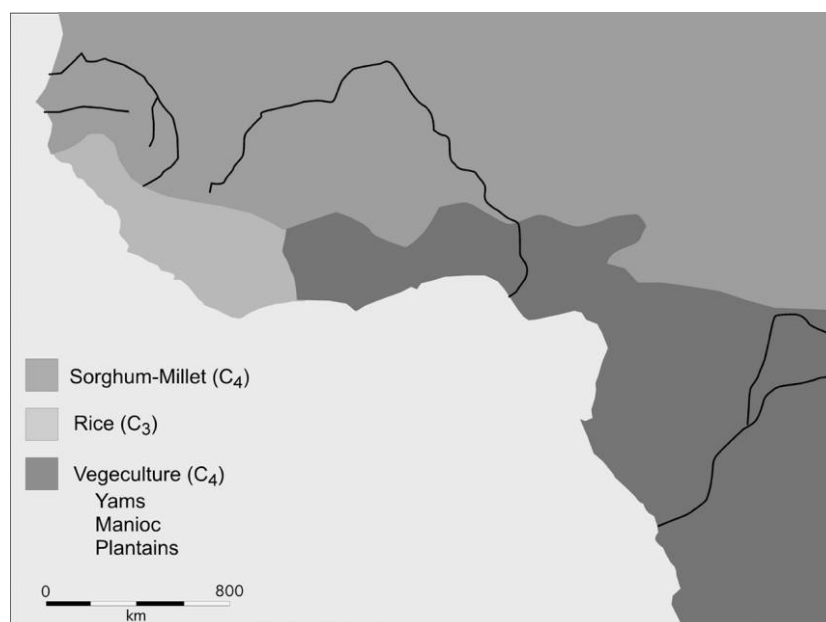 Sorghum-Millet (C₄)
Rice (C₃)
Vegeculture (C₄)
Yams
Manioc
Plantains
0 800
km